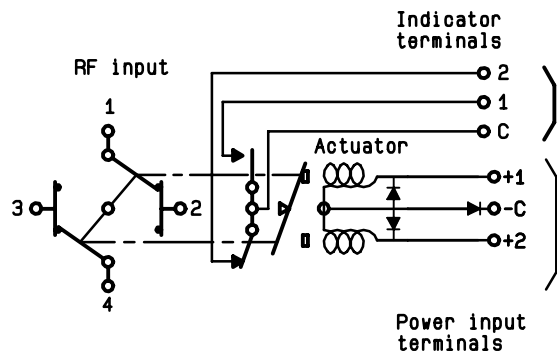 Indicator
terminals
RF input
2
1
1
C
Actuator
+1
3
2
-C
+2
4
Power input
terminals